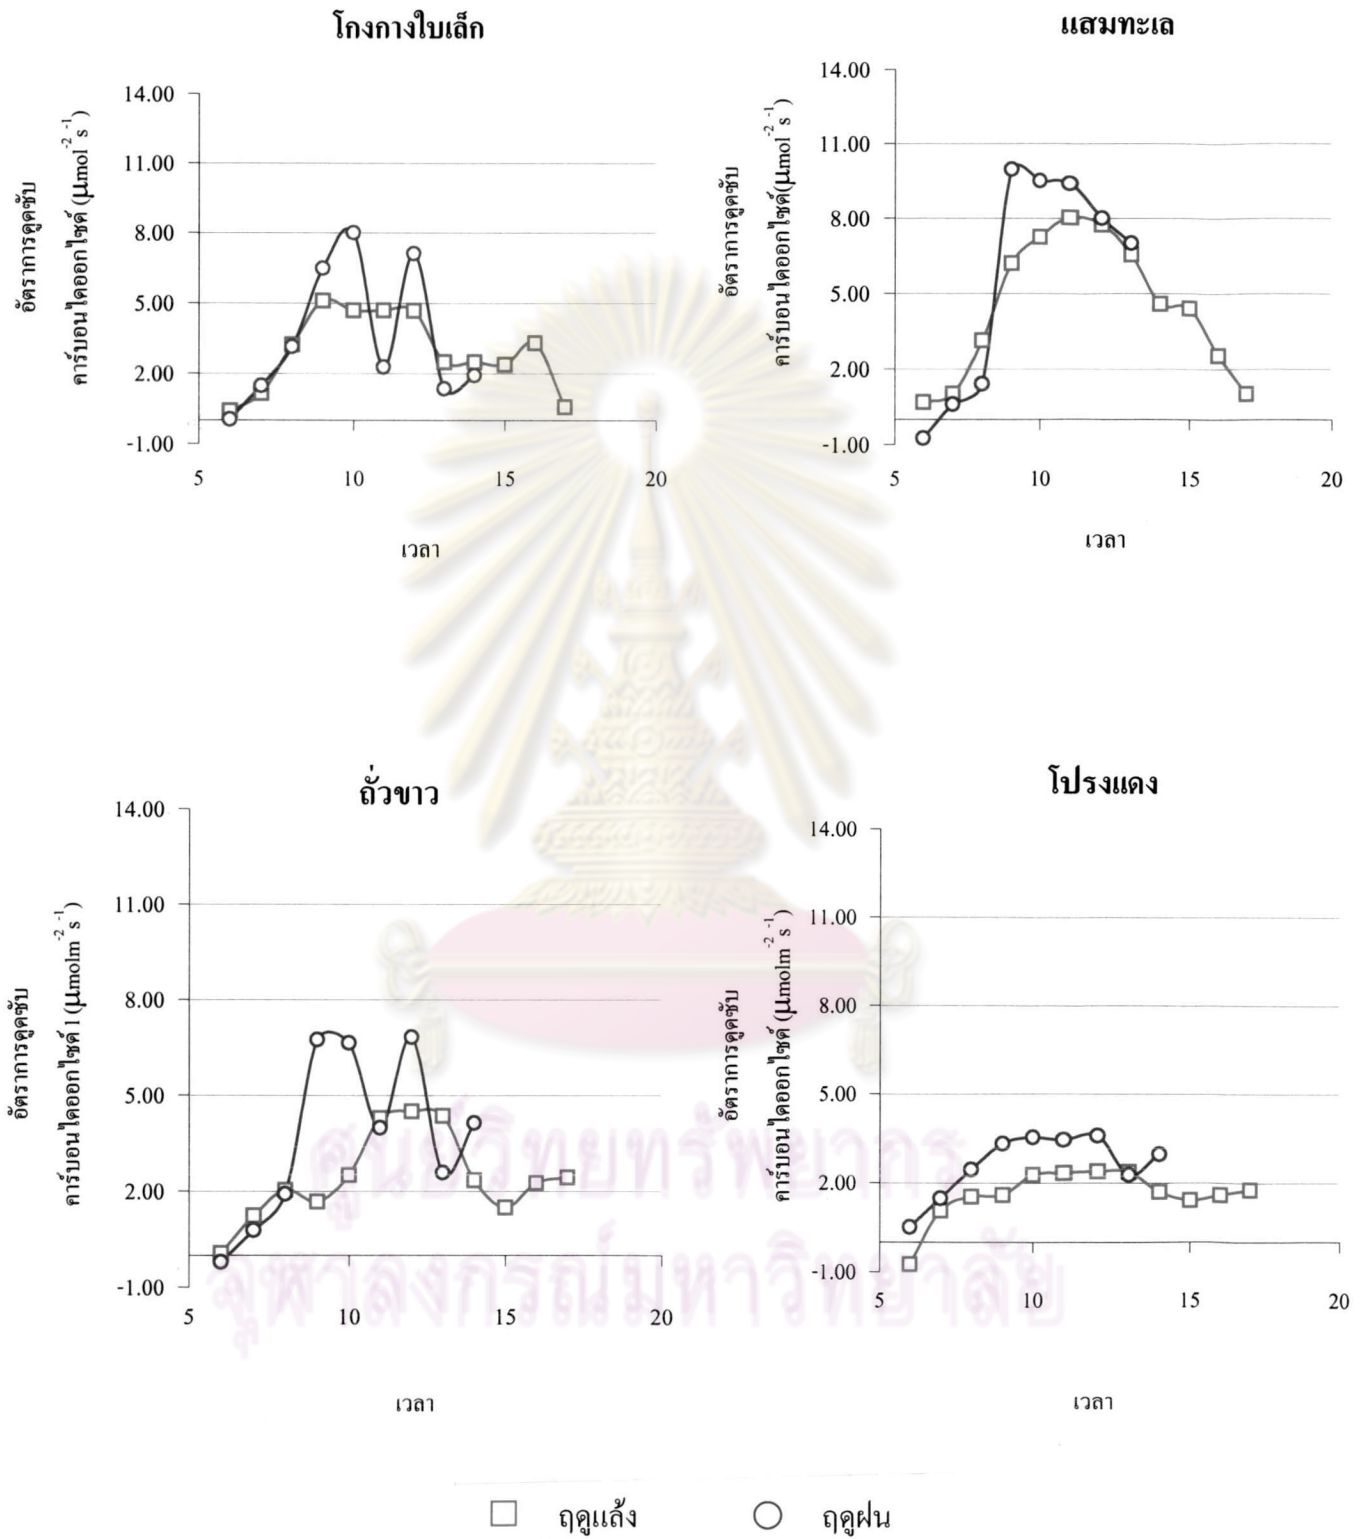 โกงกางใบเล็ก
อัตราการดูดซับ
คาร์บอนไดออกไซด์ (μmol⁻² s⁻¹)
14.00
11.00
8.00
5.00
2.00
-1.00
5 10 15 20
เวลา
แสมทะเล
อัตราการดูดซับ
คาร์บอนไดออกไซด์(μmol⁻² s⁻¹)
14.00
11.00
8.00
5.00
2.00
-1.00
5 10 15 20
เวลา
ถั่วขาว
อัตราการดูดซับ
คาร์บอนไดออกไซด์ l (μmolm⁻² s⁻¹)
14.00
11.00
8.00
5.00
2.00
-1.00
5 10 15 20
เวลา
โปรงแดง
อัตราการดูดซับ
คาร์บอนไดออกไซด์ (μmolm⁻² s⁻¹)
14.00
11.00
8.00
5.00
2.00
-1.00
5 10 15 20
เวลา
ศูนย์วิทยทรัพยากร
จุฬาลงกรณ์มหาวิทยาลัย
ฤดูแล้ง ฤดูฝน